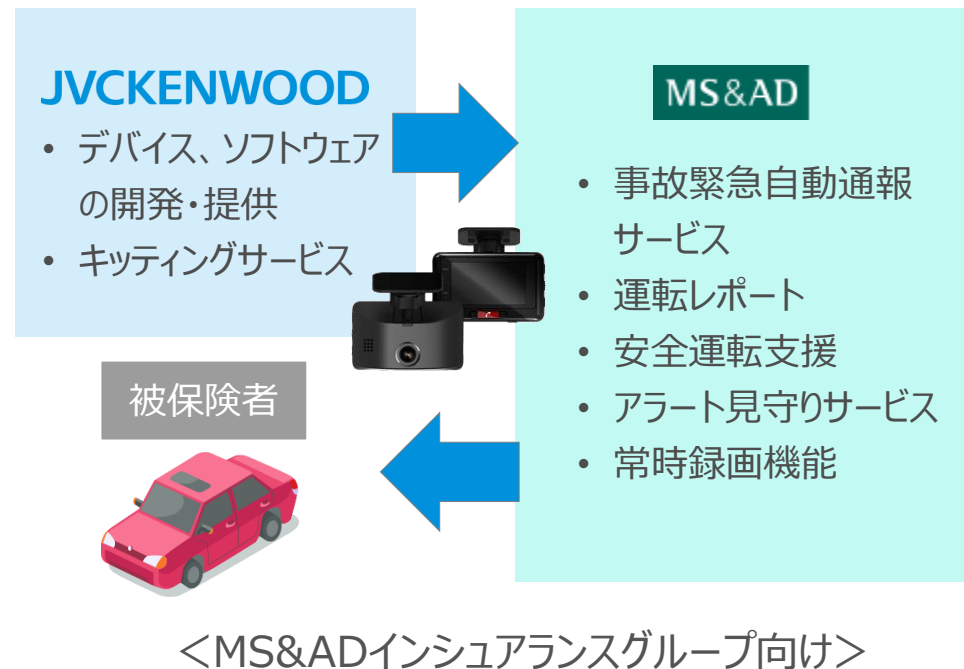 JVCKENWOOD
• デバイス、ソフトウェア
の開発・提供
• キッティングサービス
MS&AD
• 事故緊急自動通報
サービス
• 運転レポート
• 安全運転支援
• アラート見守りサービス
• 常時録画機能
被保険者
＜MS&ADインシュアランスグループ向け＞